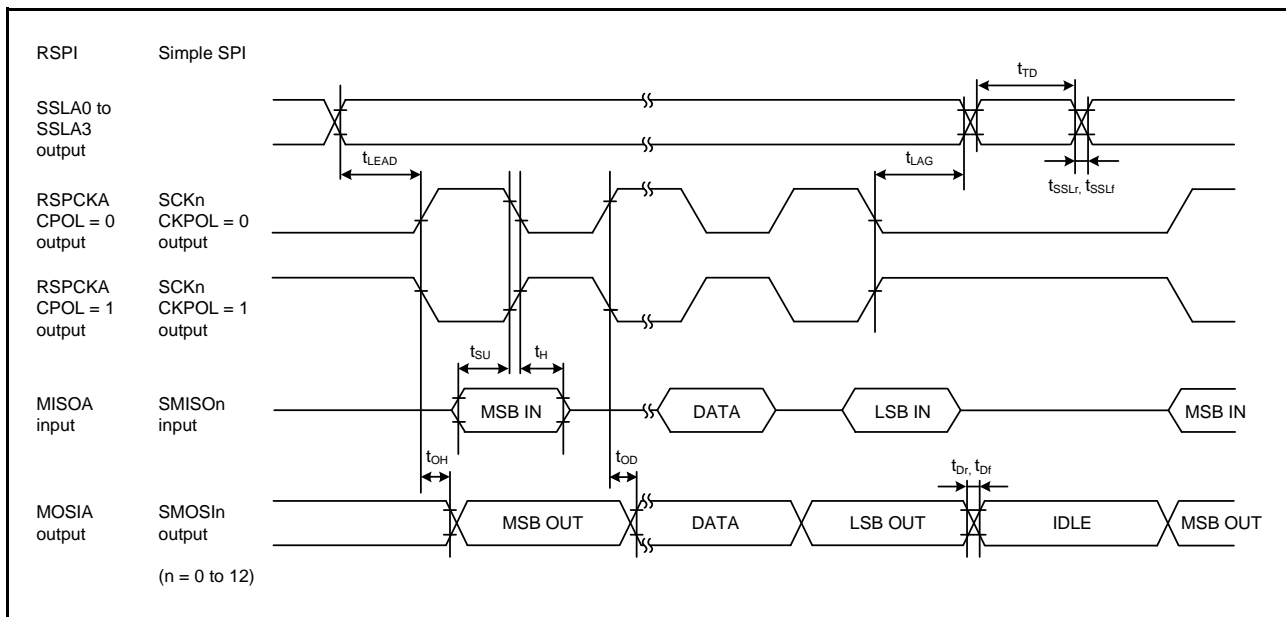 RSPI Simple SPI
tTD
SSLA0 to
SSLA3
output
tLEAD
tLAG
tSSLr, tSSLf
RSPCKA SCKn
CPOL = 0 CKPOL = 0
output output
RSPCKA SCKn
CPOL = 1 CKPOL = 1
output output
tSU tH
MISOA SMISOn
input input
MSB IN DATA LSB IN MSB IN
tOH tOD tDr, tDf
MOSIA SMOSIn
output output
MSB OUT DATA LSB OUT IDLE MSB OUT
(n = 0 to 12)